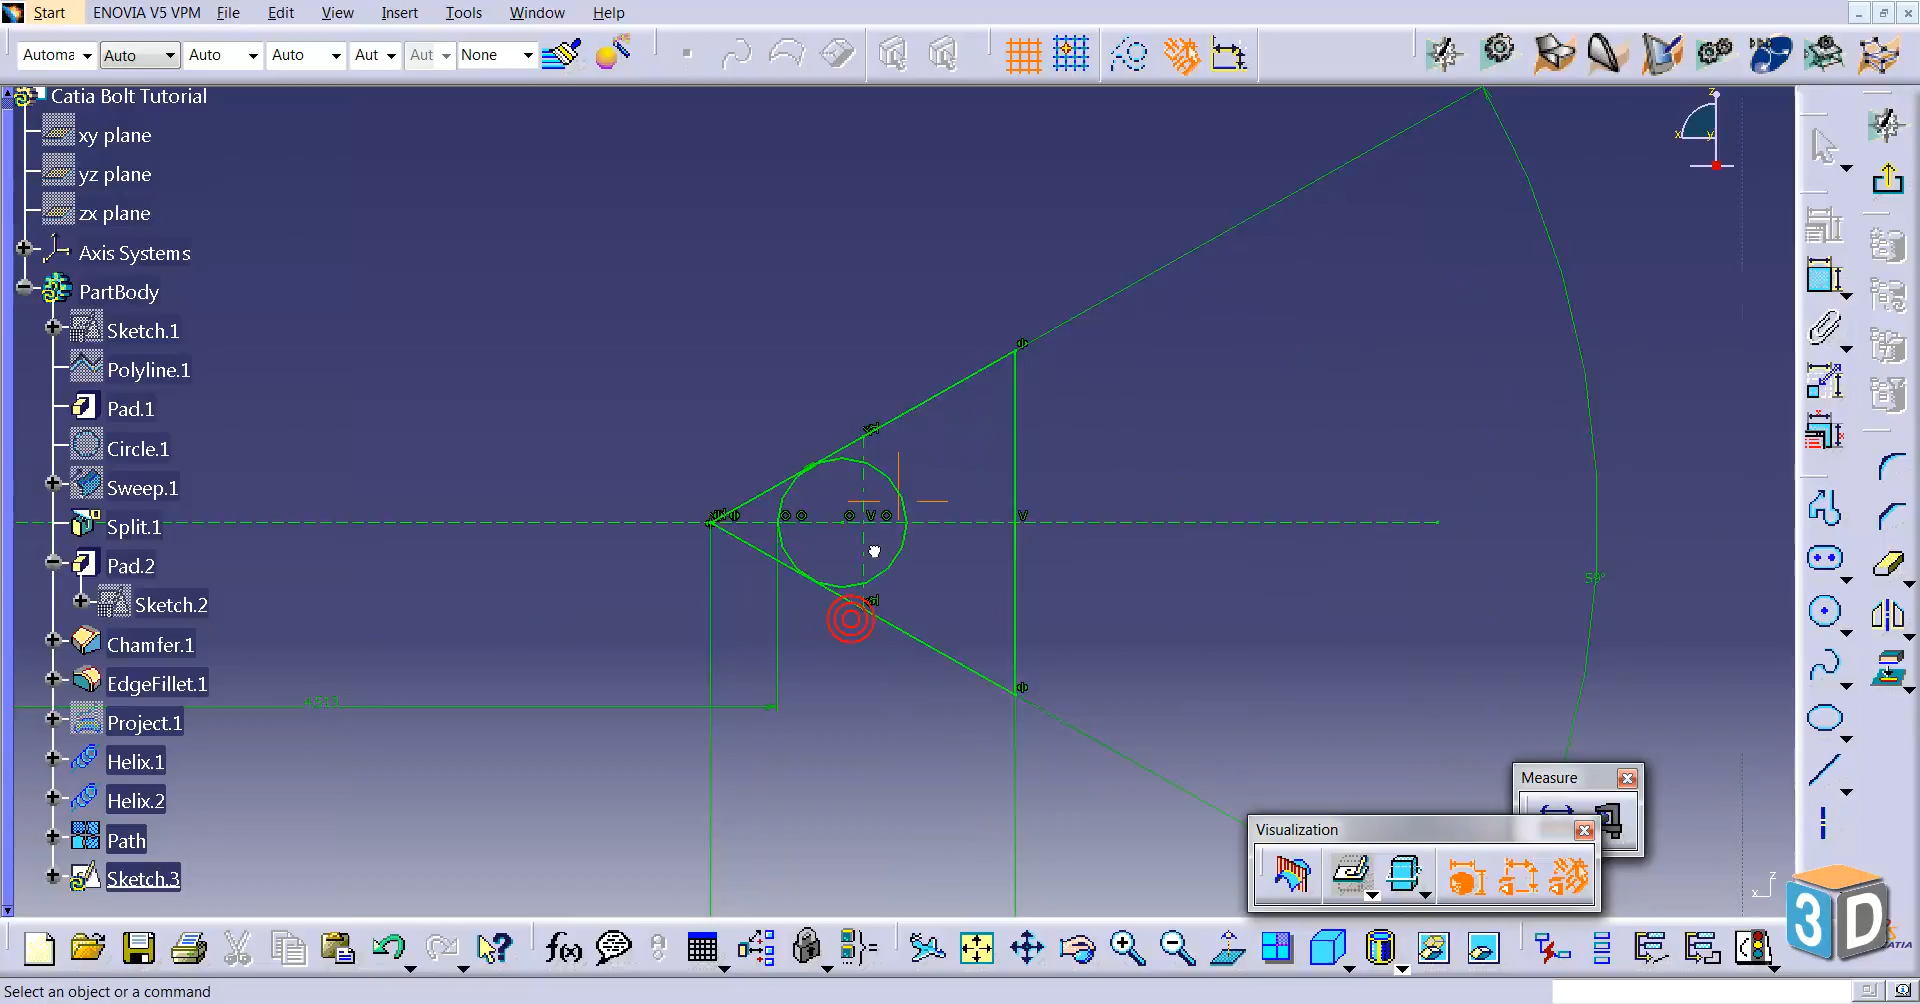 Start
ENOVIA V5 VPM
File
Edit
View
Insert
Tools
Window
Help
Automa
Auto
Auto
Auto
Aut
Aut
None
Catia Bolt Tutorial
xy plane
yz plane
zx plane
Axis Systems
PartBody
Sketch.1
Polyline.1
Pad.1
Circle.1
Sweep.1
Split.1
Pad.2
Sketch.2
Chamfer.1
EdgeFillet.1
Project.1
Helix.1
Helix.2
Path
Sketch.3
z
x
y
V
V
Measure
Visualization
z
x
f(x)
3D
Select an object or a command